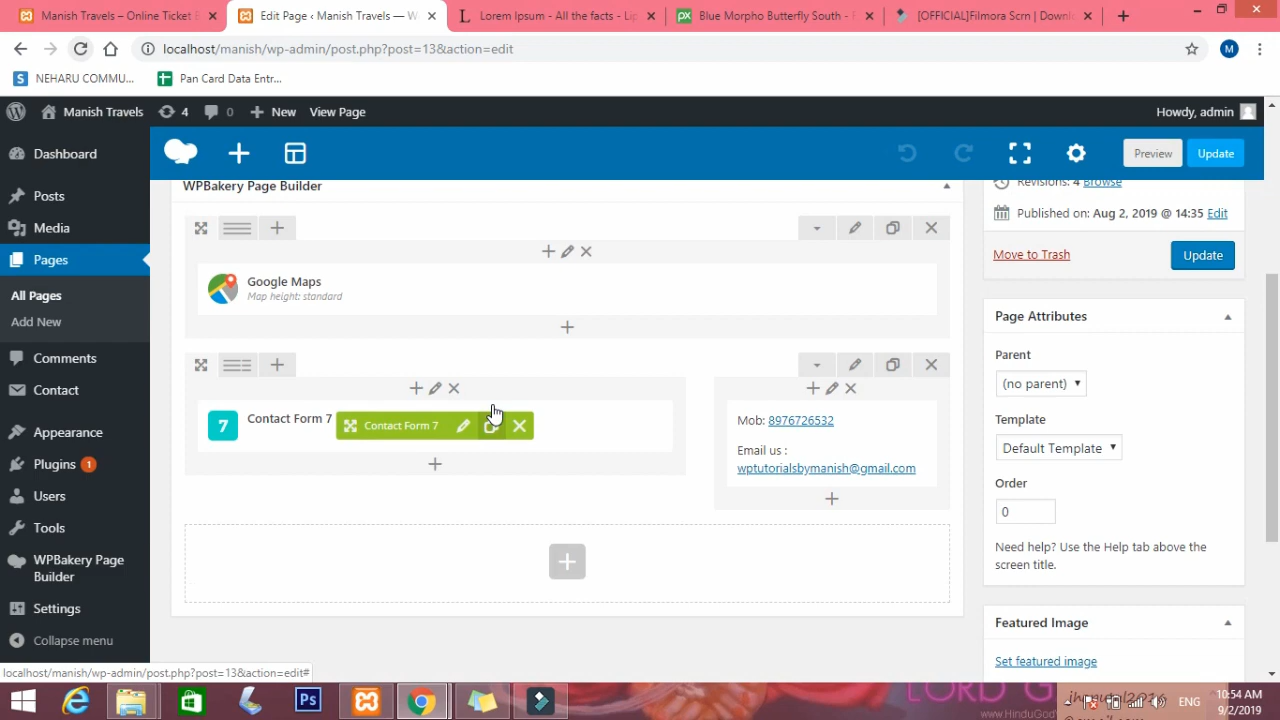 Manish Travels – Online Ticket B
Edit Page ‹ Manish Travels — W
Lorem Ipsum - All the facts - Lip
Blue Morpho Butterfly South - F
[OFFICIAL]Filmora Scrn | Downl
localhost/manish/wp-admin/post.php?post=13&action=edit
M
S NEHARU COMMU...
Pan Card Data Entr...
Manish Travels
4
0
New
View Page
Howdy, admin
Dashboard
Posts
Media
Pages
All Pages
Add New
Comments
Contact
Appearance
Plugins 1
Users
Tools
WPBakery Page
Builder
Settings
Collapse menu
Preview
Update
WPBakery Page Builder
Google Maps
Map height: standard
7
Contact Form 7
Contact Form 7
Mob: 8976726532
Email us :
wptutorialsbymanish@gmail.com
Revisions: 4 Browse
Published on: Aug 2, 2019 @ 14:35 Edit
Move to Trash
Update
Page Attributes
Parent
(no parent)
Template
Default Template
Order
0
Need help? Use the Help tab above the
screen title.
Featured Image
Set featured image
localhost/manish/wp-admin/post.php?post=13&action=edit#
Ps
LORD G
www.HinduGod
ENG
10:54 AM
9/2/2019